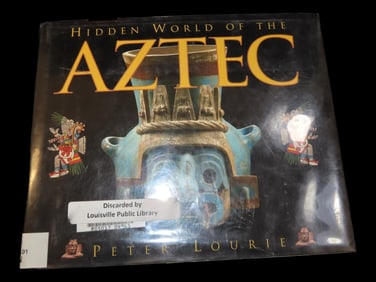 HIDDEN WORLD OF THE
AZTEC
Discarded by
Louisville Public Library
PETER LOURIE